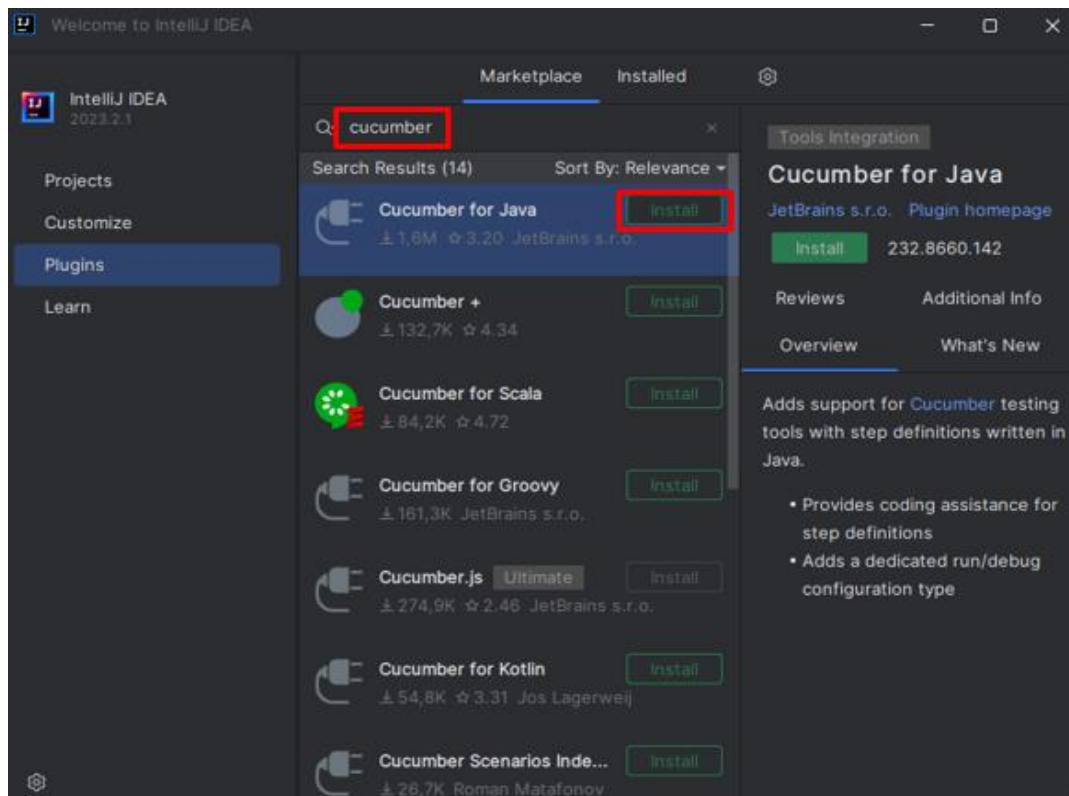 Welcome to IntelliJ IDEA
IntelliJ IDEA
2023.2.1
Projects
Customize
Plugins
Learn
Marketplace Installed
cucumber
Search Results (14) Sort By: Relevance
Cucumber for Java Install
1,6M 3.20 JetBrains s.r.o.
Cucumber + Install
132,7K 4.34
Cucumber for Scala Install
84,2K 4.72
Cucumber for Groovy Install
161,3K JetBrains s.r.o.
Cucumber.js Ultimate Install
274,9K 2.46 JetBrains s.r.o.
Cucumber for Kotlin Install
54,8K 3.31 Jos Lagerweij
Cucumber Scenarios Inde... Install
26,7K Roman Matafonov
Tools Integration
Cucumber for Java
JetBrains s.r.o. Plugin homepage
Install 232.8660.142
Reviews Additional Info
Overview What's New
Adds support for Cucumber testing
tools with step definitions written in
Java.
• Provides coding assistance for
step definitions
• Adds a dedicated run/debug
configuration type